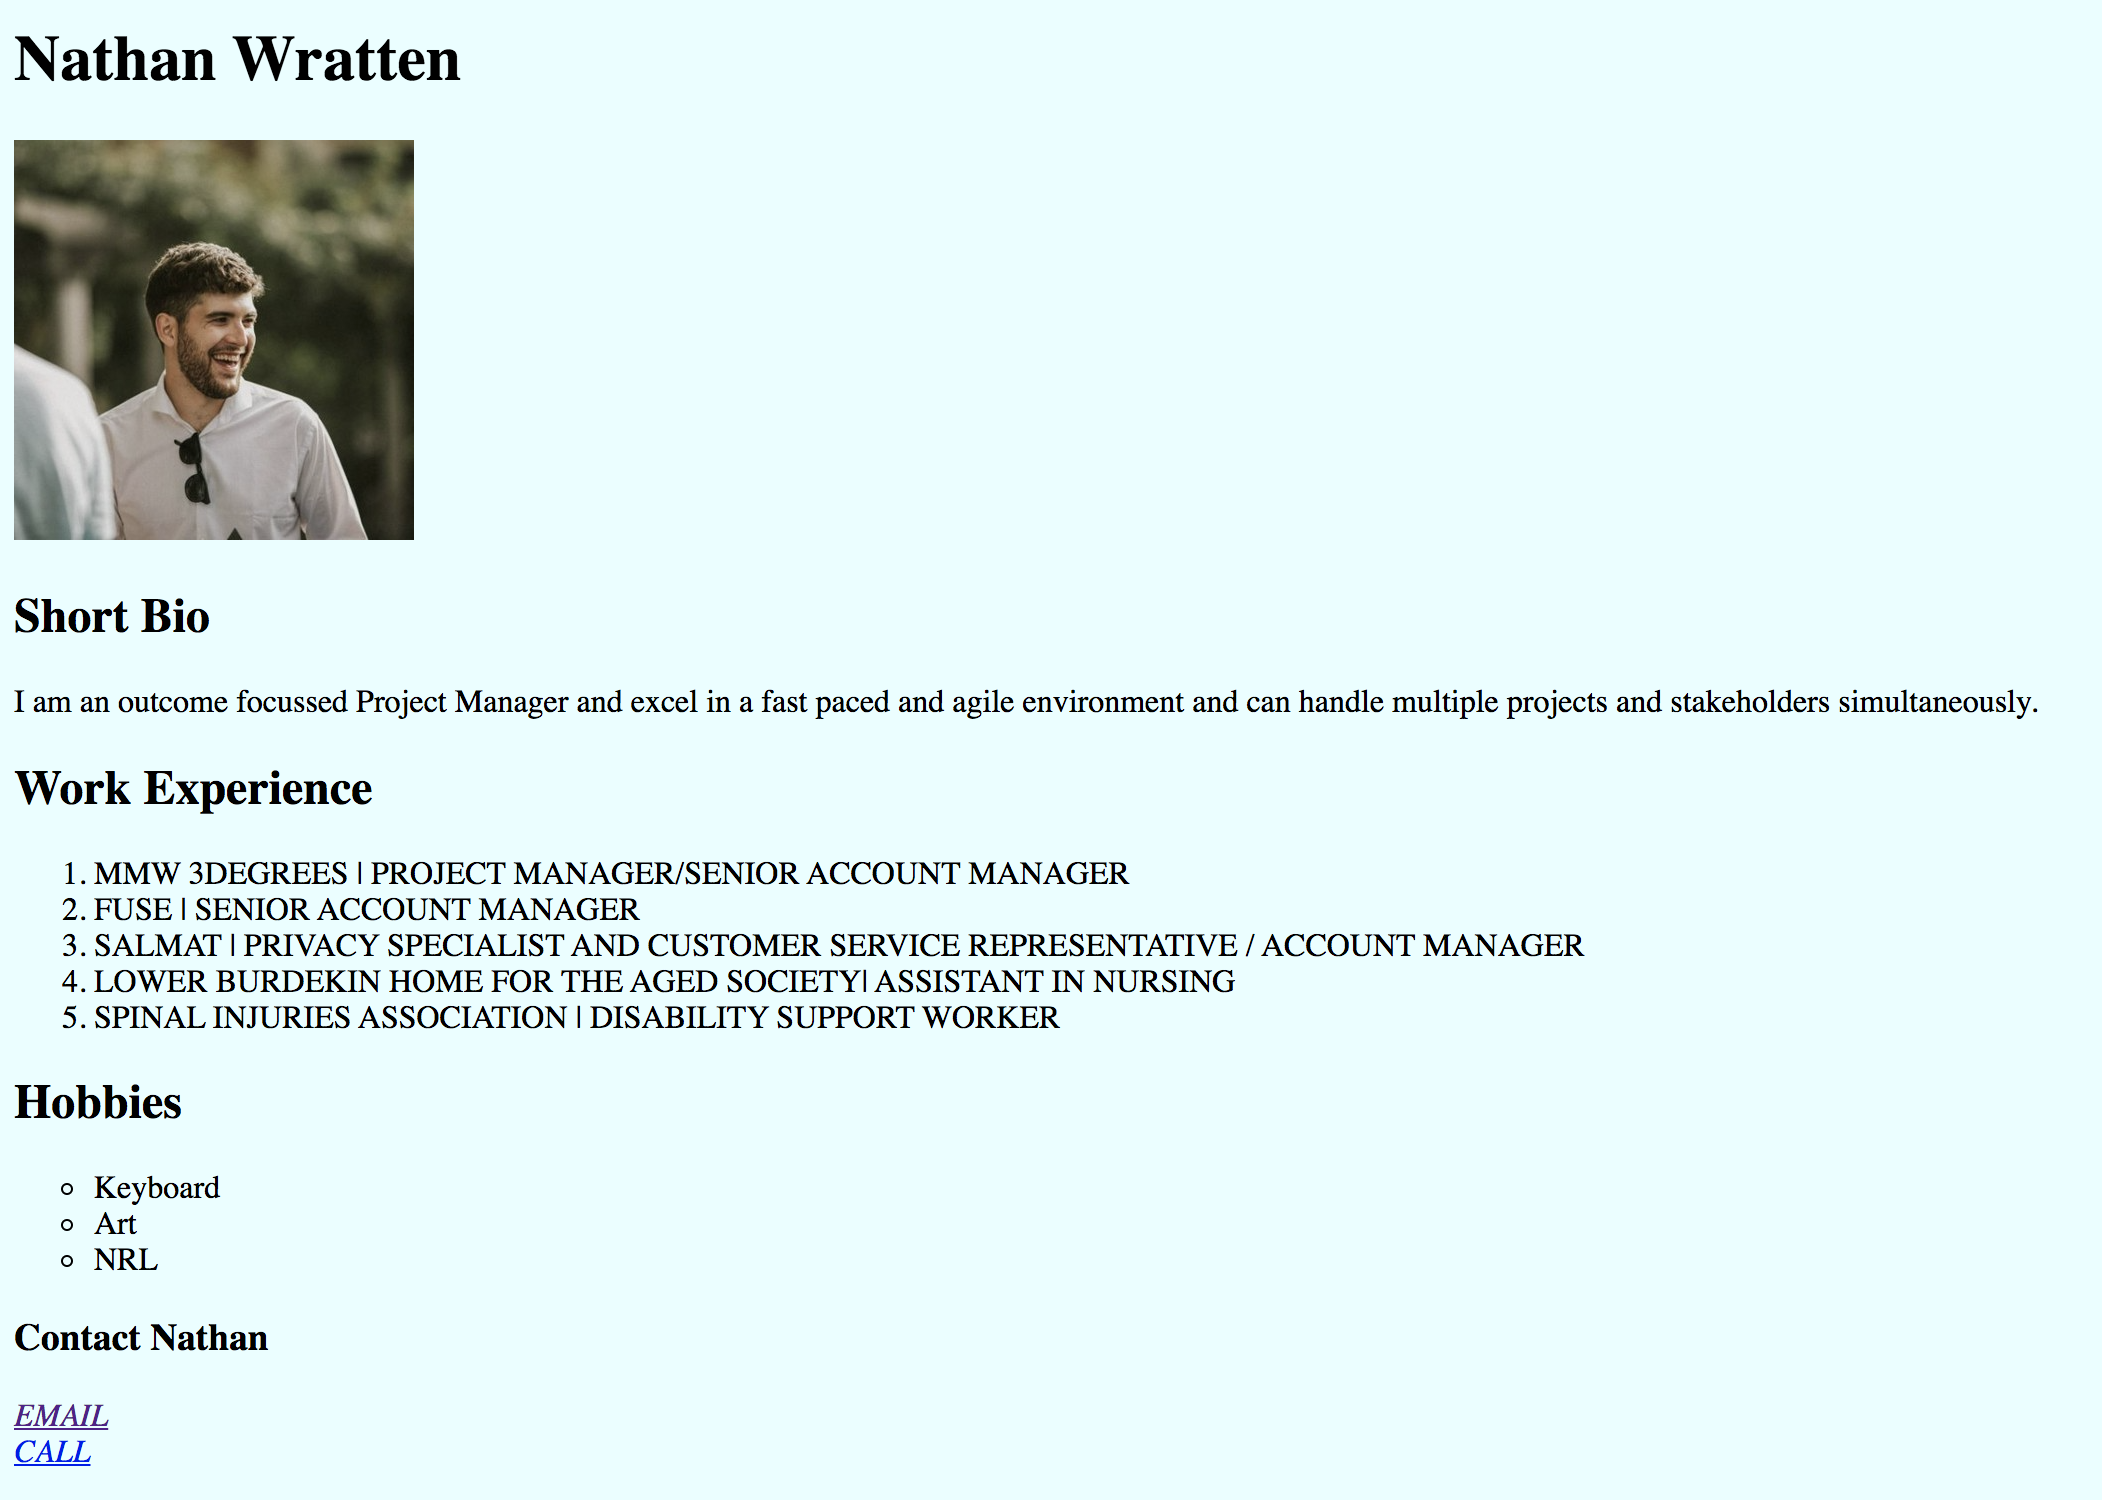 Nathan Wratten
Short Bio
I am an outcome focussed Project Manager and excel in a fast paced and agile environment and can handle multiple projects and stakeholders simultaneously.
Work Experience
1. MMW 3DEGREES | PROJECT MANAGER/SENIOR ACCOUNT MANAGER
2. FUSE | SENIOR ACCOUNT MANAGER
3. SALMAT | PRIVACY SPECIALIST AND CUSTOMER SERVICE REPRESENTATIVE / ACCOUNT MANAGER
4. LOWER BURDEKIN HOME FOR THE AGED SOCIETY| ASSISTANT IN NURSING
5. SPINAL INJURIES ASSOCIATION | DISABILITY SUPPORT WORKER
Hobbies
Keyboard
Art
NRL
Contact Nathan
EMAIL
CALL